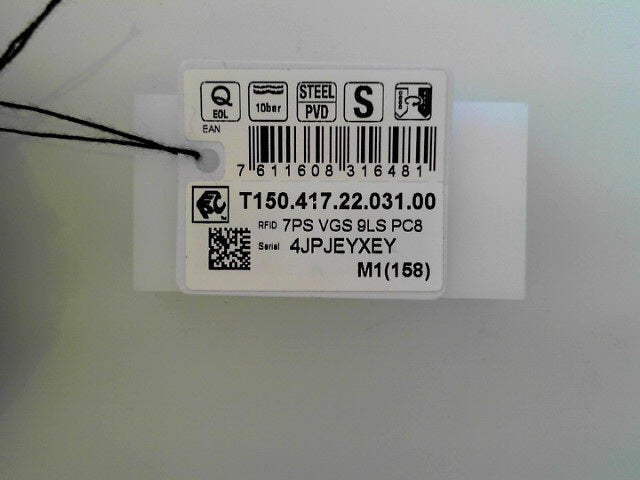 Q EOL
10bar
STEEL PVD
S
EAN
7 611608 316481
T150.417.22.031.00
RFID 7PS VGS 9LS PC8
Serial 4JPJEYXEY
M1(158)